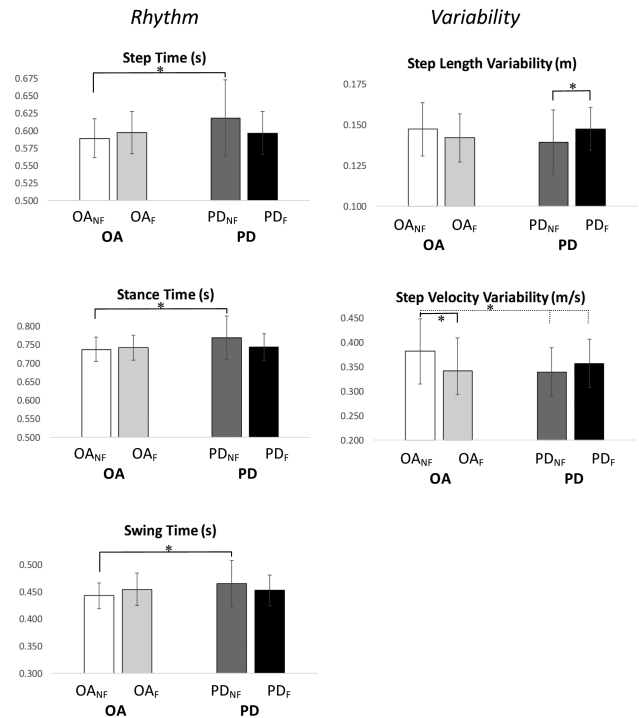 Rhythm
Variability
Step Time (s)
*
0.675
0.650
0.625
0.600
0.575
0.550
0.525
0.500
OANF OAF PDNF PDF
OA PD
Step Length Variability (m)
*
0.175
0.150
0.125
0.100
OANF OAF PDNF PDF
OA PD
Stance Time (s)
*
0.800
0.750
0.700
0.650
0.600
0.550
0.500
OANF OAF PDNF PDF
OA PD
Step Velocity Variability (m/s)
*
*
0.450
0.400
0.350
0.300
0.250
0.200
OANF OAF PDNF PDF
OA PD
Swing Time (s)
*
0.500
0.450
0.400
0.350
0.300
OANF OAF PDNF PDF
OA PD